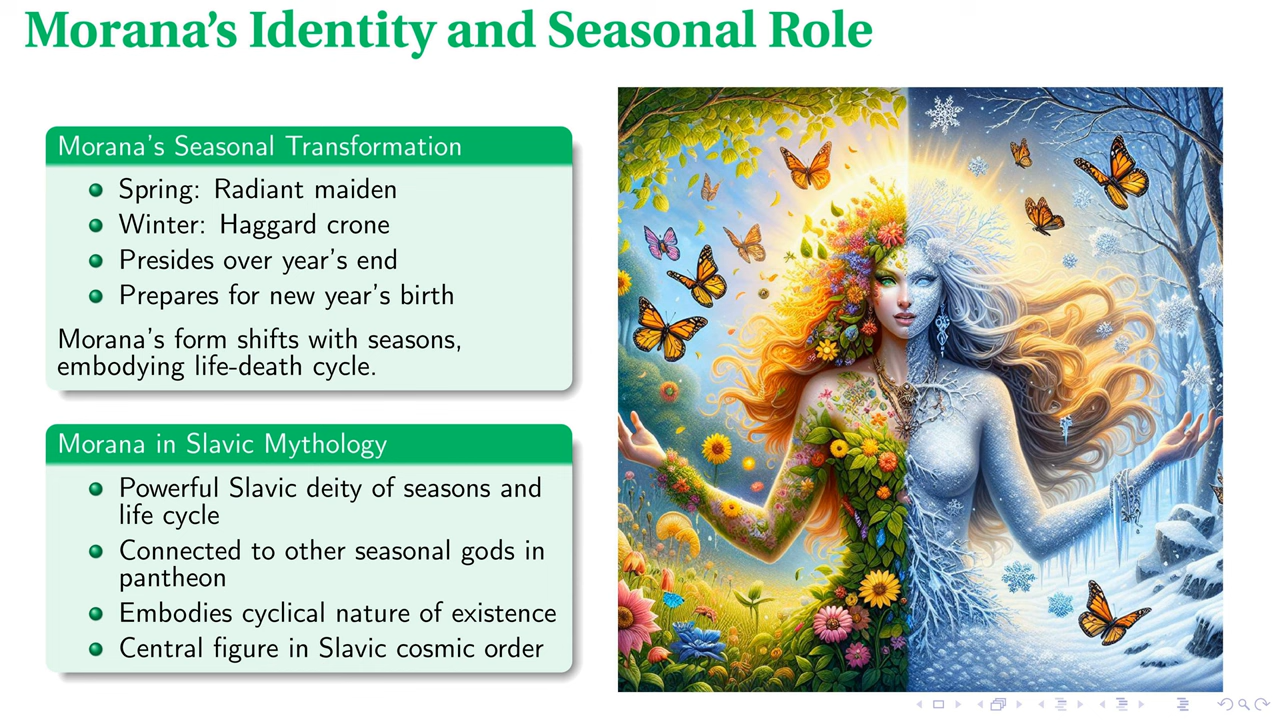 Morana's Identity and Seasonal Role
Morana's Seasonal Transformation
Spring: Radiant maiden
Winter: Haggard crone
Presides over year's end
Prepares for new year's birth
Morana's form shifts with seasons,
embodying life-death cycle.
Morana in Slavic Mythology
Powerful Slavic deity of seasons and
life cycle
Connected to other seasonal gods in
pantheon
Embodies cyclical nature of existence
Central figure in Slavic cosmic order